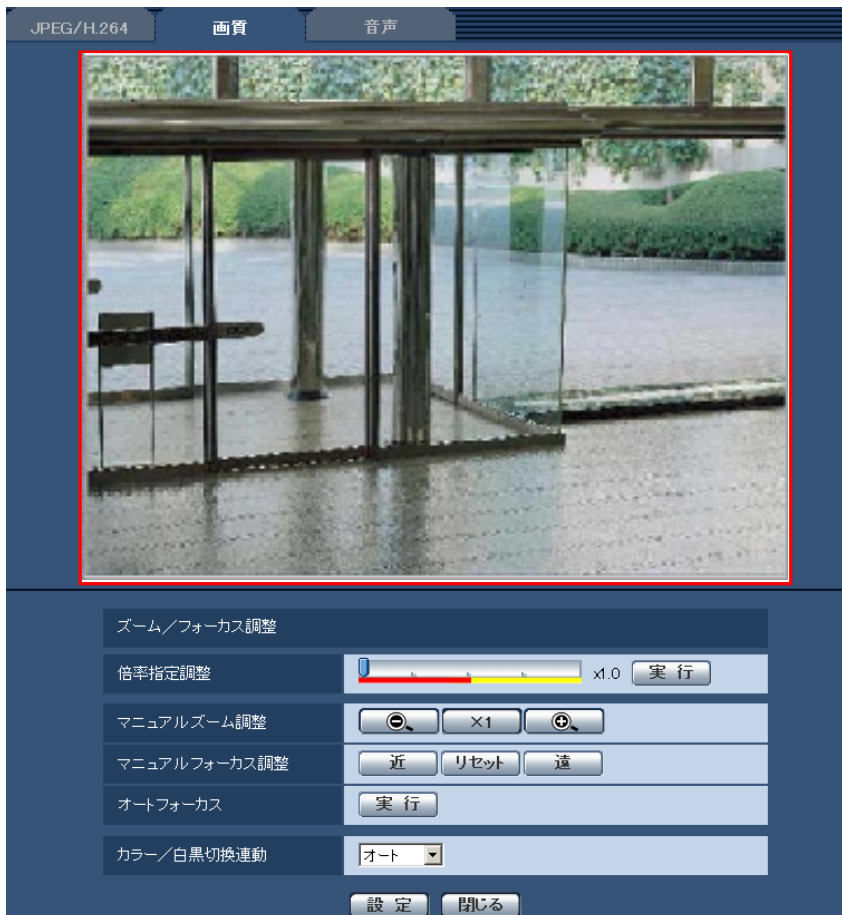 JPEG/H.264 画質 音声
ズーム／フォーカス調整
倍率指定調整 x1.0 実 行
マニュアルズーム調整 ×1
マニュアルフォーカス調整 近 リセット 遠
オートフォーカス 実 行
カラー／白黒切換連動 オート
設 定 閉じる